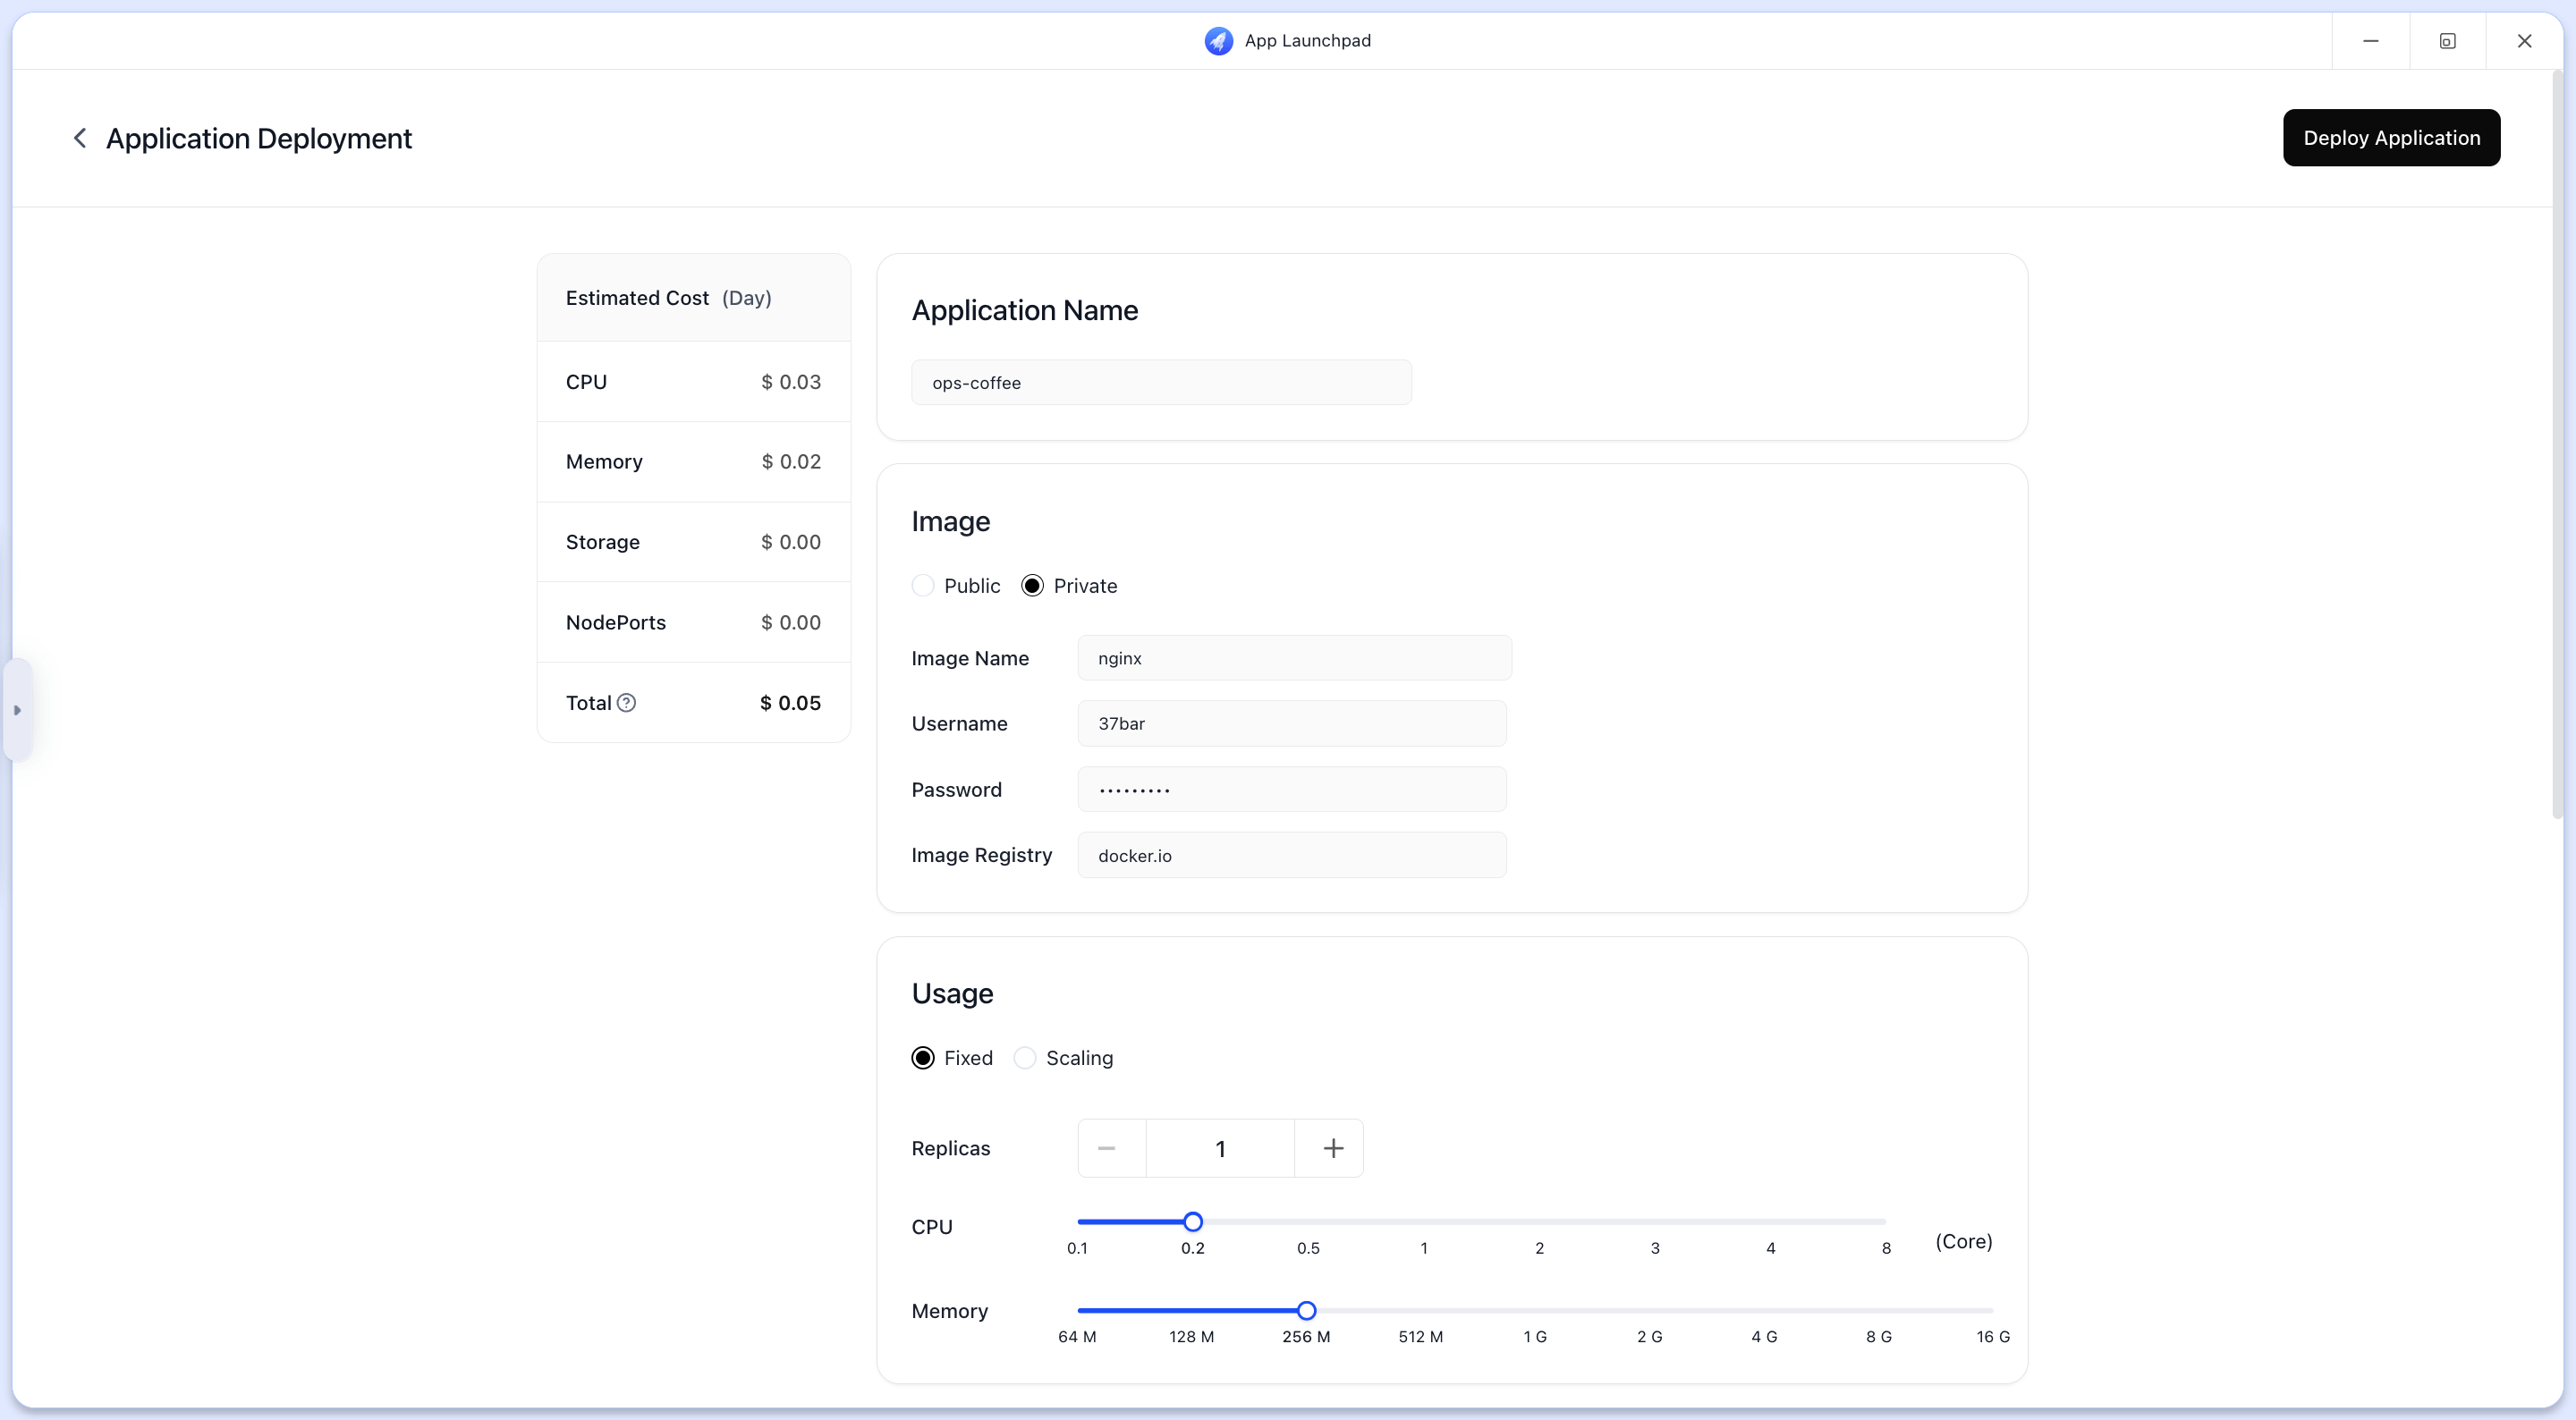 App Launchpad
Application Deployment
Deploy Application
Estimated Cost (Day)
CPU $ 0.03
Memory $ 0.02
Storage $ 0.00
NodePorts $ 0.00
Total ? $ 0.05
Application Name
ops-coffee
Image
Public Private
Image Name nginx
Username 37bar
Password •••••••••
Image Registry docker.io
Usage
Fixed Scaling
Replicas 1
CPU
0.1 0.2 0.5 1 2 3 4 8 (Core)
Memory
64 M 128 M 256 M 512 M 1 G 2 G 4 G 8 G 16 G